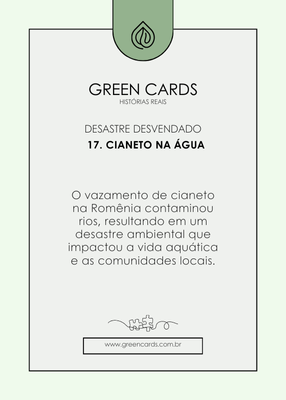 GREEN CARDS
HISTÓRIAS REAIS
DESASTRE DESVENDADO
17. CIANETO NA ÁGUA
O vazamento de cianeto
na Romênia contaminou
rios, resultando em um
desastre ambiental que
impactou a vida aquática
e as comunidades locais.
www.greencards.com.br